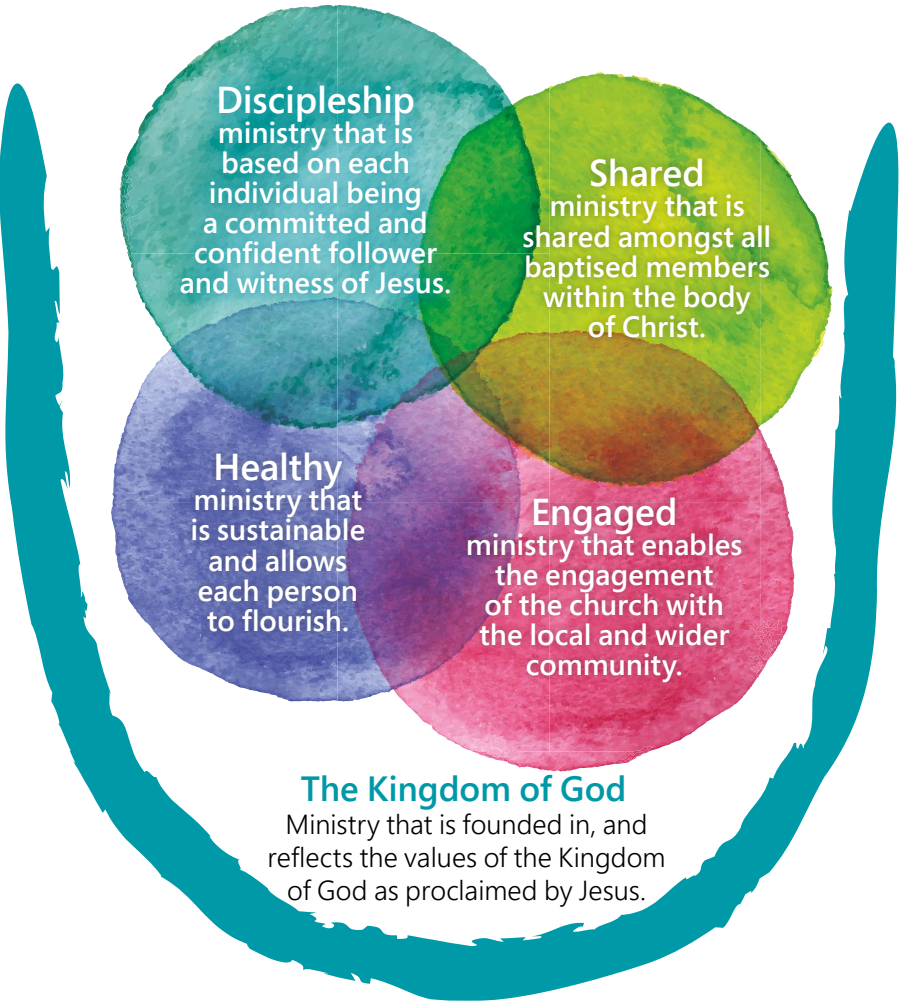 Discipleship
ministry that is
based on each
individual being
a committed and
confident follower
and witness of Jesus.
Shared
ministry that is
shared amongst all
baptised members
within the body
of Christ.
Healthy
ministry that
is sustainable
and allows
each person
to flourish.
Engaged
ministry that enables
the engagement
of the church with
the local and wider
community.
The Kingdom of God
Ministry that is founded in, and
reflects the values of the Kingdom
of God as proclaimed by Jesus.